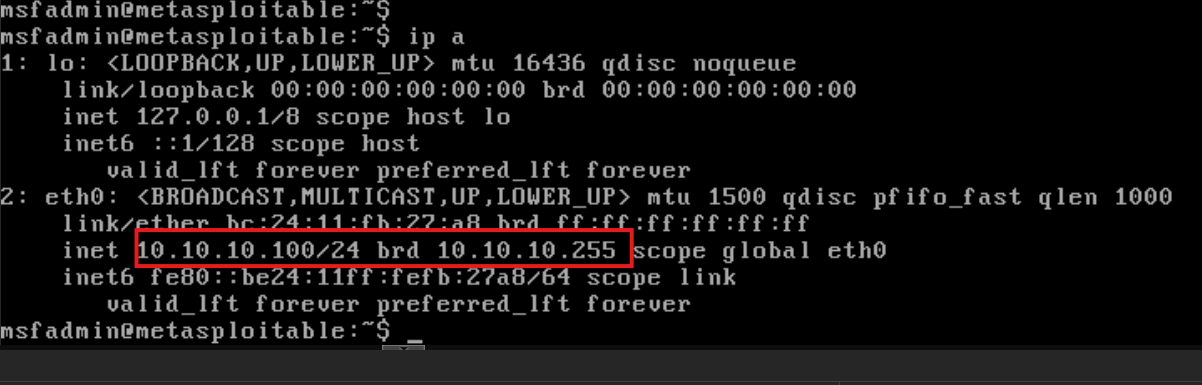 msfadmin@metasploitable:~$
msfadmin@metasploitable:~$ ip a
1: lo: <LOOPBACK,UP,LOWER_UP> mtu 16436 qdisc noqueue
    link/loopback 00:00:00:00:00:00 brd 00:00:00:00:00:00
    inet 127.0.0.1/8 scope host lo
    inet6 ::1/128 scope host
       valid_lft forever preferred_lft forever
2: eth0: <BROADCAST,MULTICAST,UP,LOWER_UP> mtu 1500 qdisc pfifo_fast qlen 1000
    link/ether bc:24:11:fb:27:a8 brd ff:ff:ff:ff:ff:ff
    inet 10.10.10.100/24 brd 10.10.10.255 scope global eth0
    inet6 fe80::be24:11ff:fefb:27a8/64 scope link
       valid_lft forever preferred_lft forever
msfadmin@metasploitable:~$ _